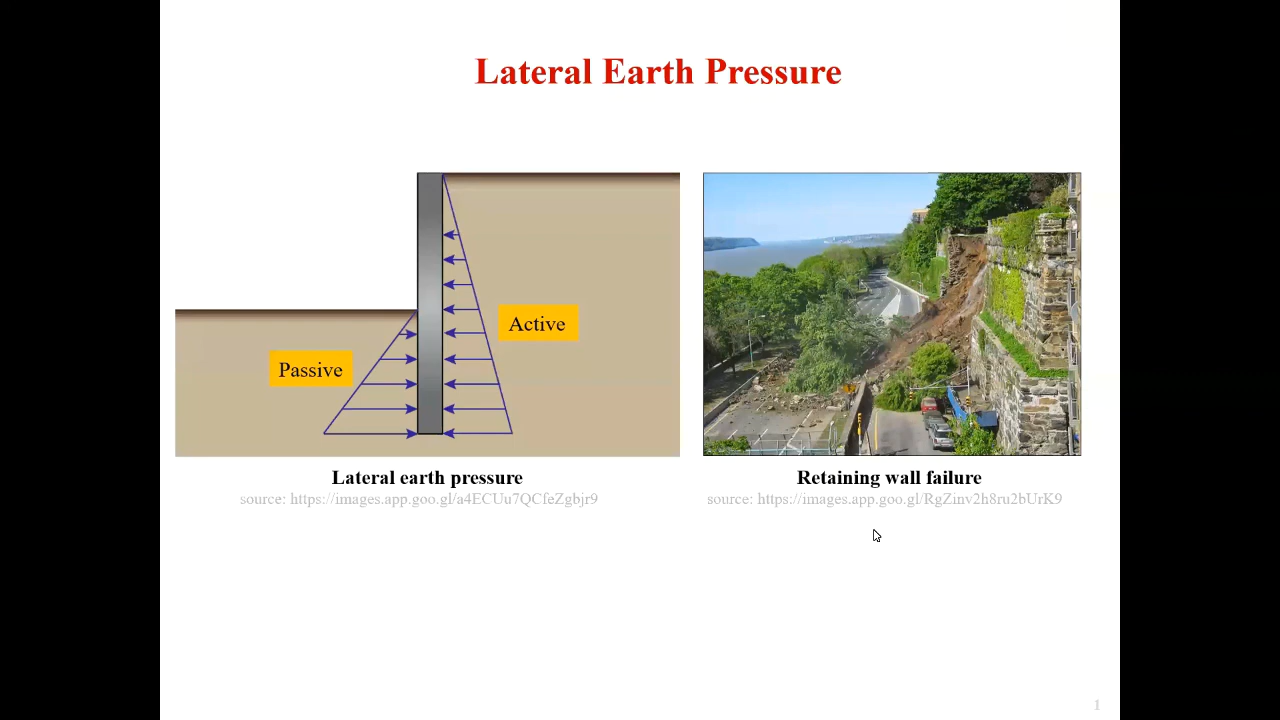 Lateral Earth Pressure
Active
Passive
Lateral earth pressure
source: https://images.app.goo.gl/a4ECUu7QCfeZgbjr9
Retaining wall failure
source: https://images.app.goo.gl/RgZinv2h8ru2bUrK9
1